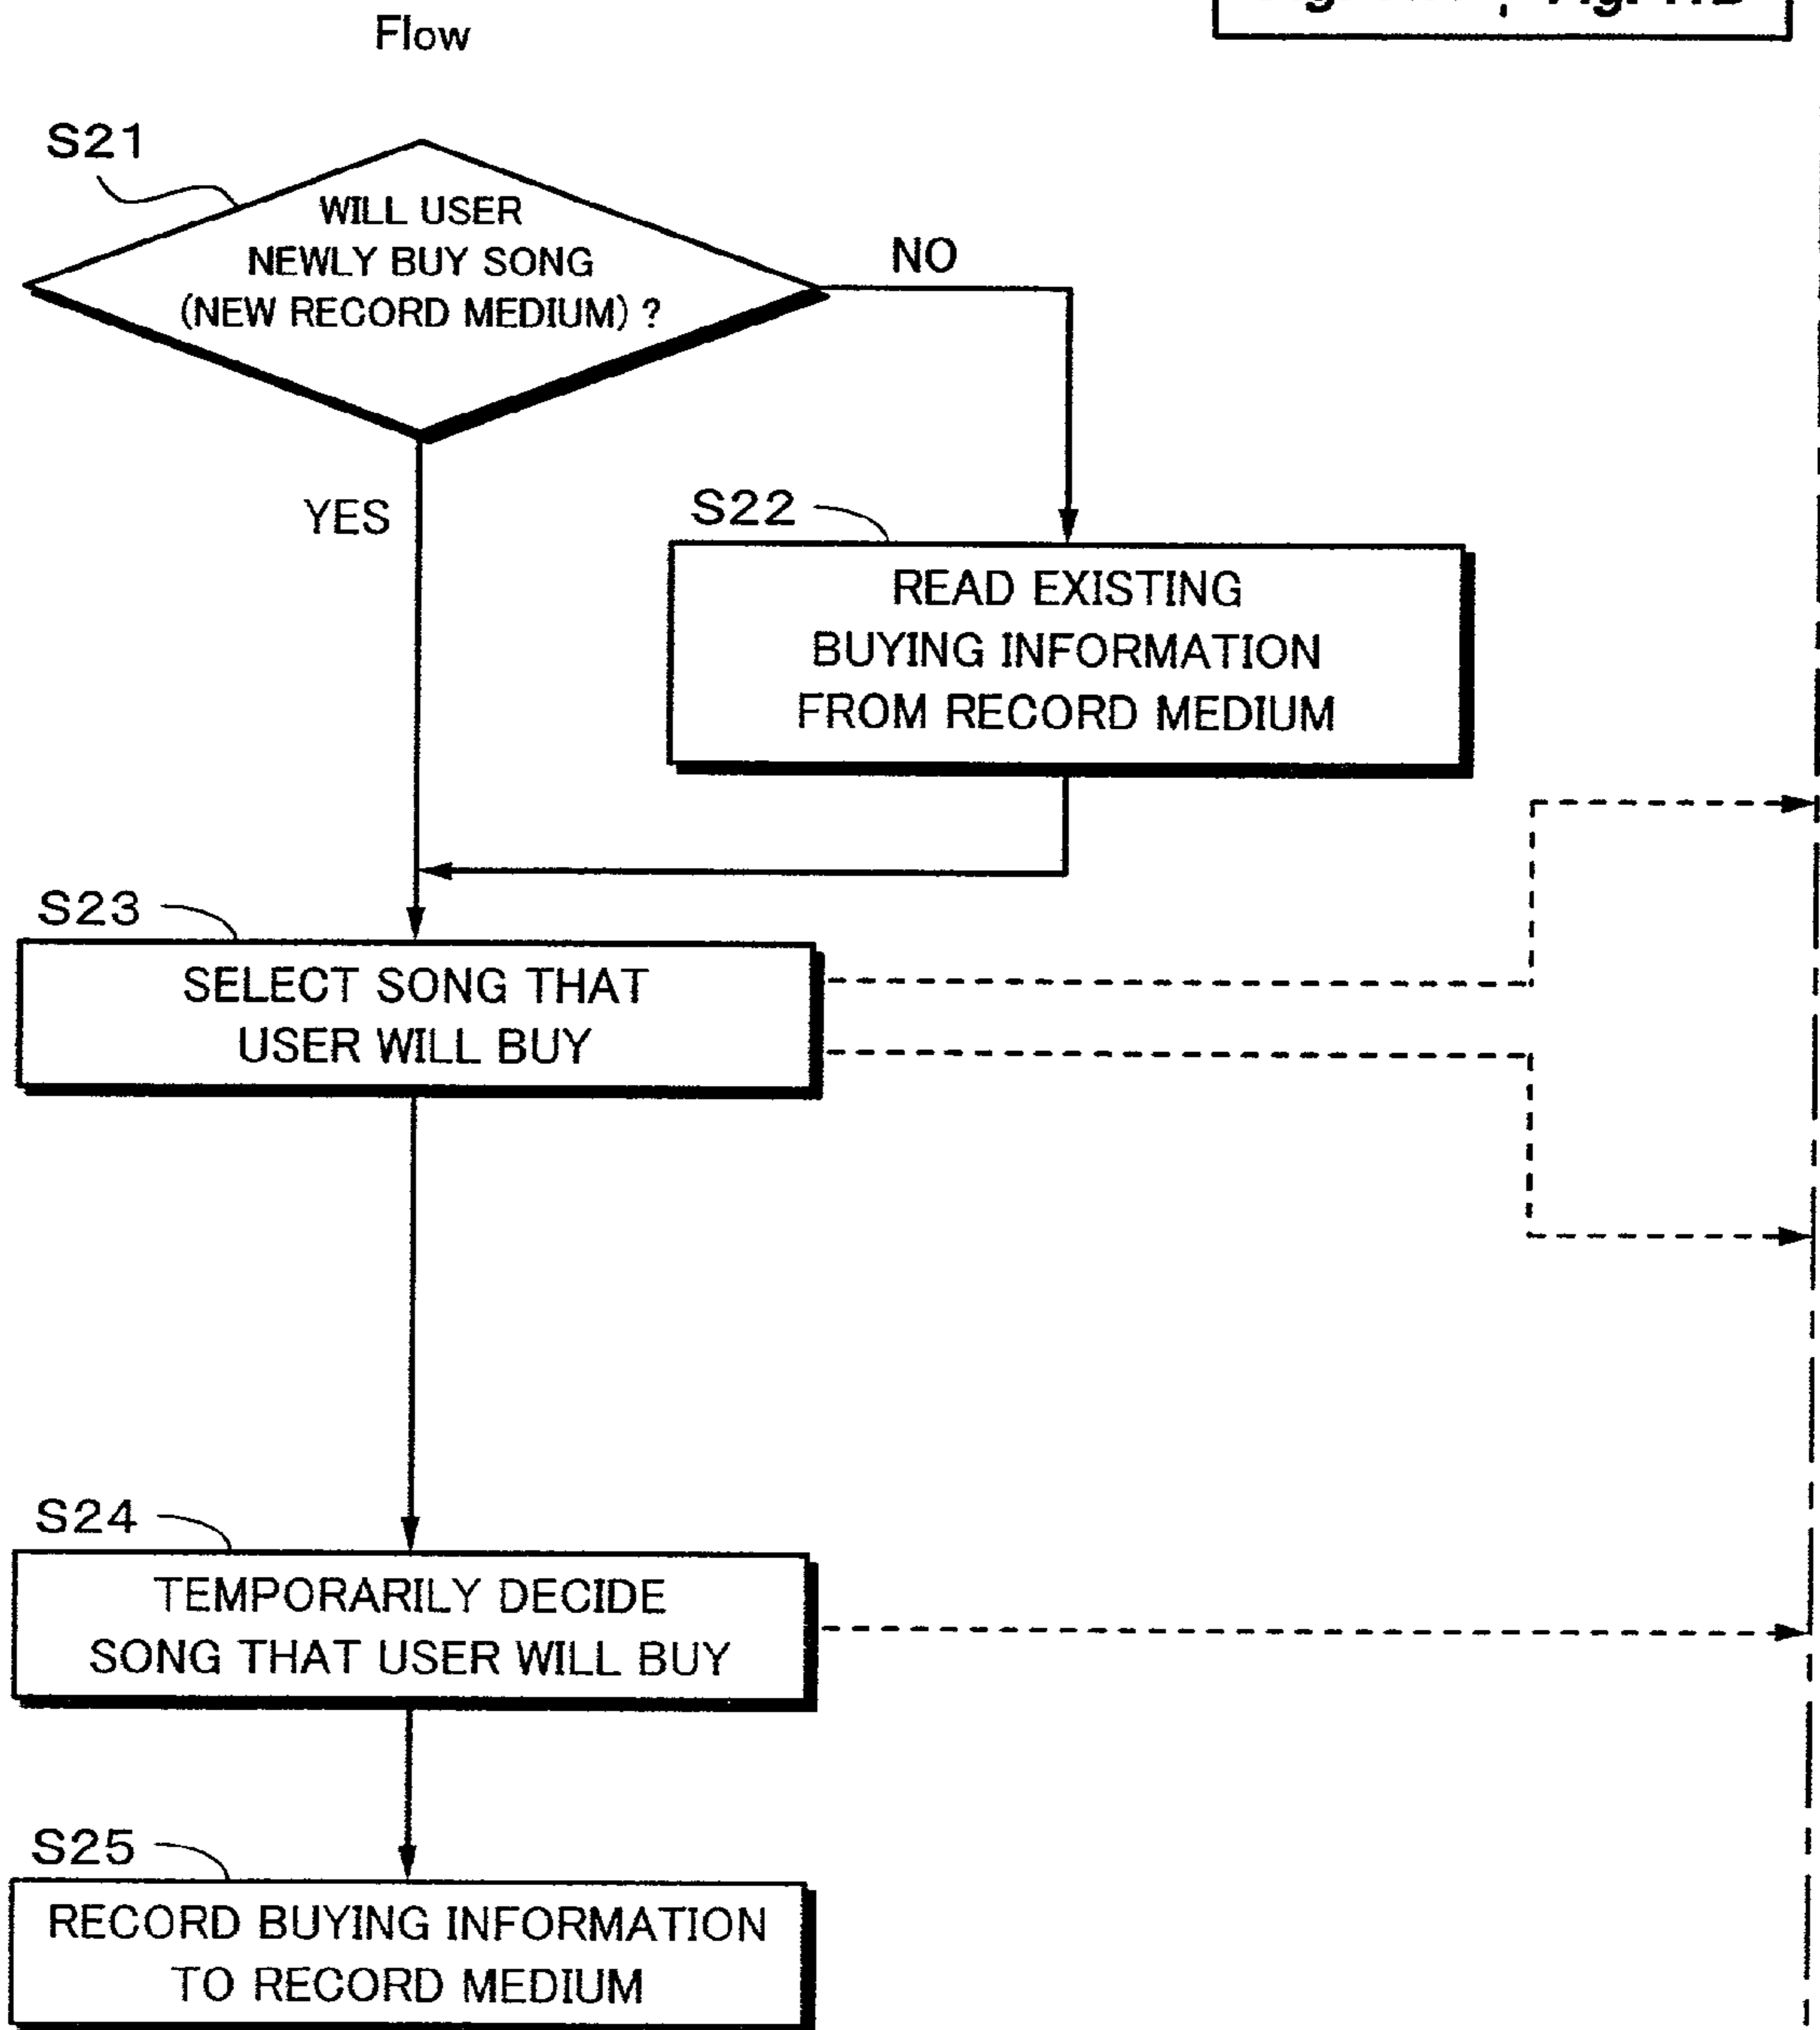 Flow
S21
WILL USER
NEWLY BUY SONG
(NEW RECORD MEDIUM) ?
NO
YES
S22
READ EXISTING
BUYING INFORMATION
FROM RECORD MEDIUM
S23
SELECT SONG THAT
USER WILL BUY
S24
TEMPORARILY DECIDE
SONG THAT USER WILL BUY
S25
RECORD BUYING INFORMATION
TO RECORD MEDIUM